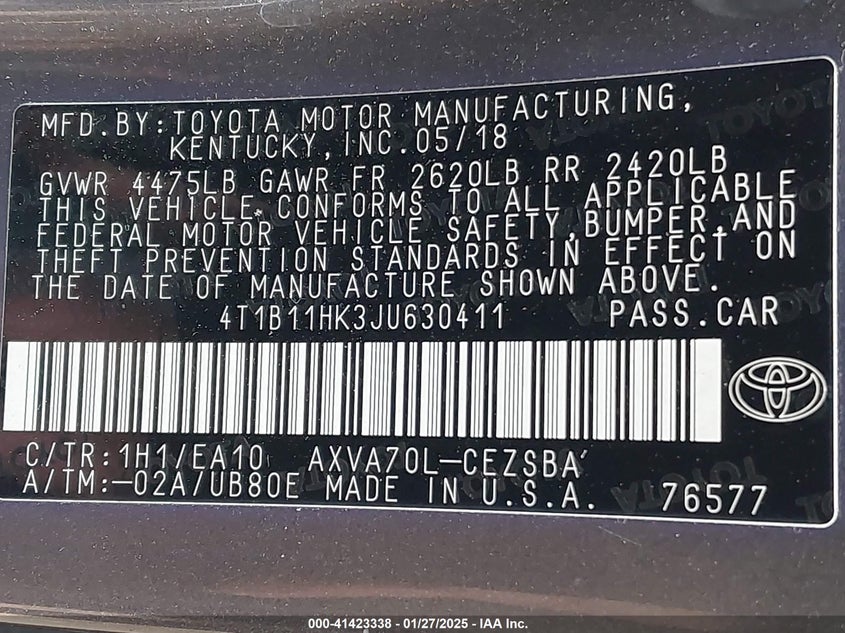 MFD.BY:TOYOTA MOTOR MANUFACTURING,
KENTUCKY,INC.05/18
GVWR 4475LB GAWR FR 2620LB RR 2420LB
THIS VEHICLE CONFORMS TO ALL APPLICABLE
FEDERAL MOTOR VEHICLE SAFETY,BUMPER,AND
THEFT PREVENTION STANDARDS IN EFFECT ON
THE DATE OF MANUFACTURE SHOWN ABOVE.
4T1B11HK3JU630411 PASS.CAR
C/TR:1H1/EA10 AXVA70L-CEZSBA
A/TM:-02A/UB80E MADE IN U.S.A. 76577
000-41423338 - 01/27/2025 - IAA Inc.